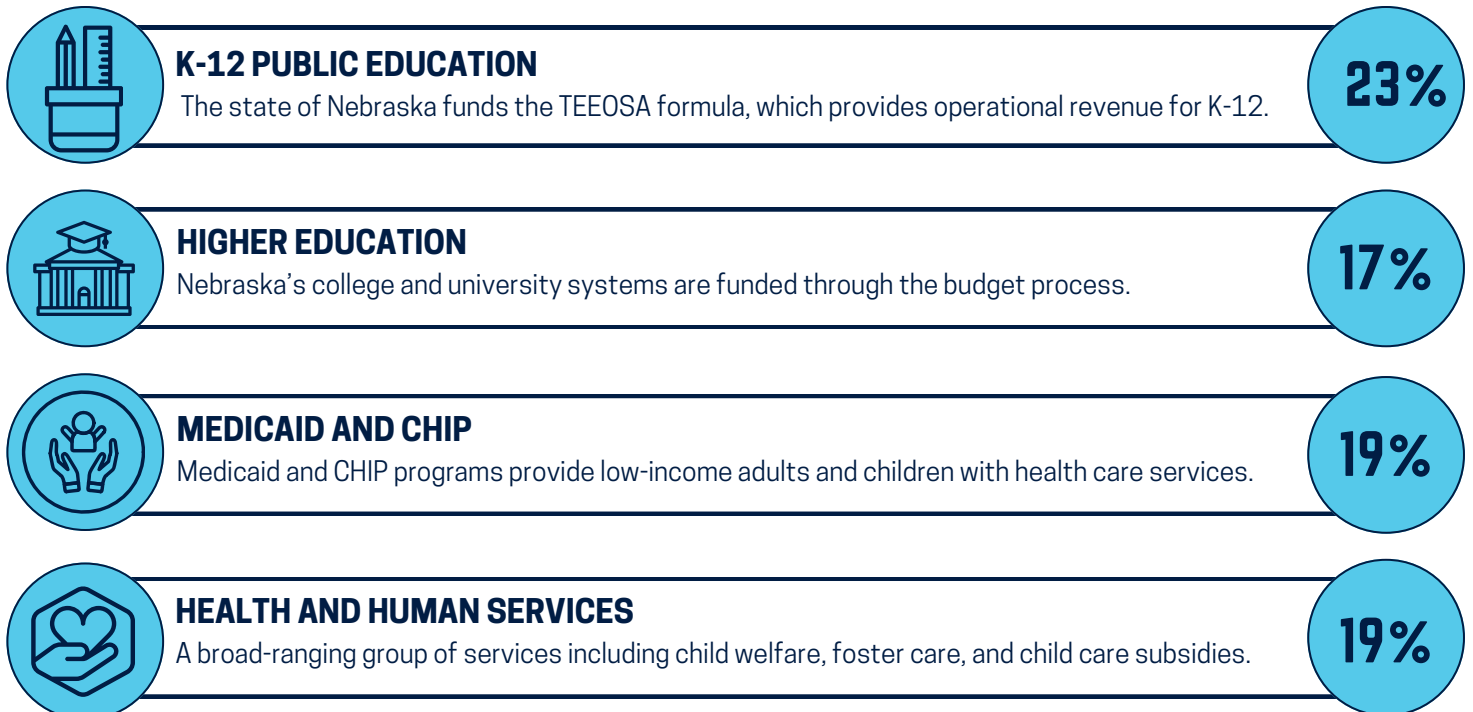 K-12 PUBLIC EDUCATION
The state of Nebraska funds the TEEOSA formula, which provides operational revenue for K-12.
23%
HIGHER EDUCATION
Nebraska's college and university systems are funded through the budget process.
17%
MEDICAID AND CHIP
Medicaid and CHIP programs provide low-income adults and children with health care services.
19%
HEALTH AND HUMAN SERVICES
A broad-ranging group of services including child welfare, foster care, and child care subsidies.
19%